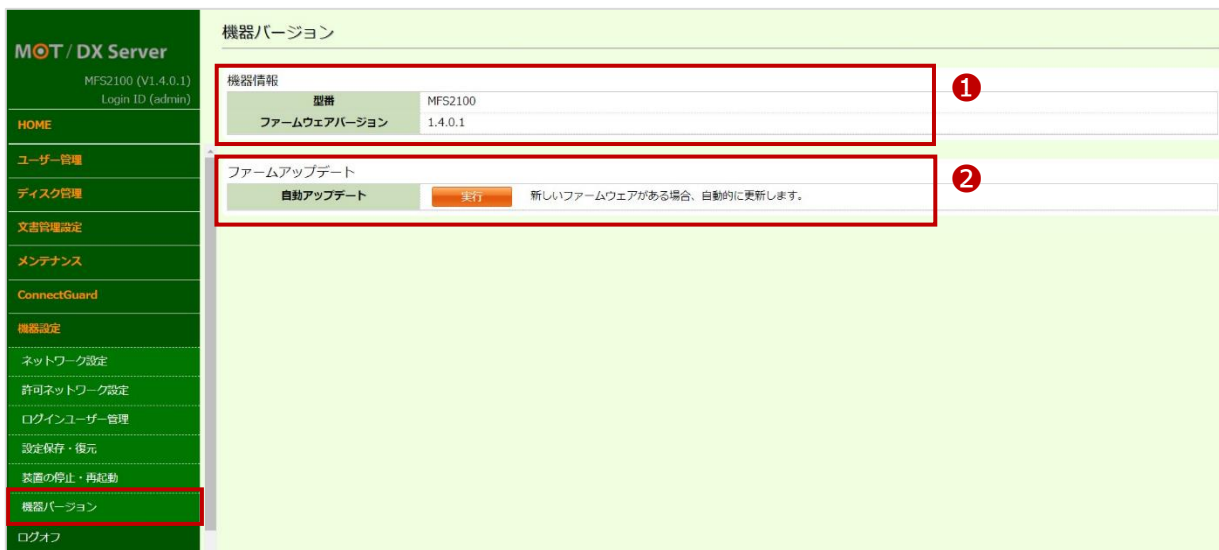 MOT/DX Server
MFS2100 (V1.4.0.1)
Login ID (admin)
HOME
ユーザー管理
ディスク管理
文書管理設定
メンテナンス
ConnectGuard
機器設定
ネットワーク設定
許可ネットワーク設定
ログインユーザー管理
設定保存・復元
装置の停止・再起動
機器バージョン
ログオフ
機器バージョン
機器情報
型番 MFS2100
ファームウェアバージョン 1.4.0.1
❶
ファームアップデート
自動アップデート 実行 新しいファームウェアがある場合、自動的に更新します。
❷